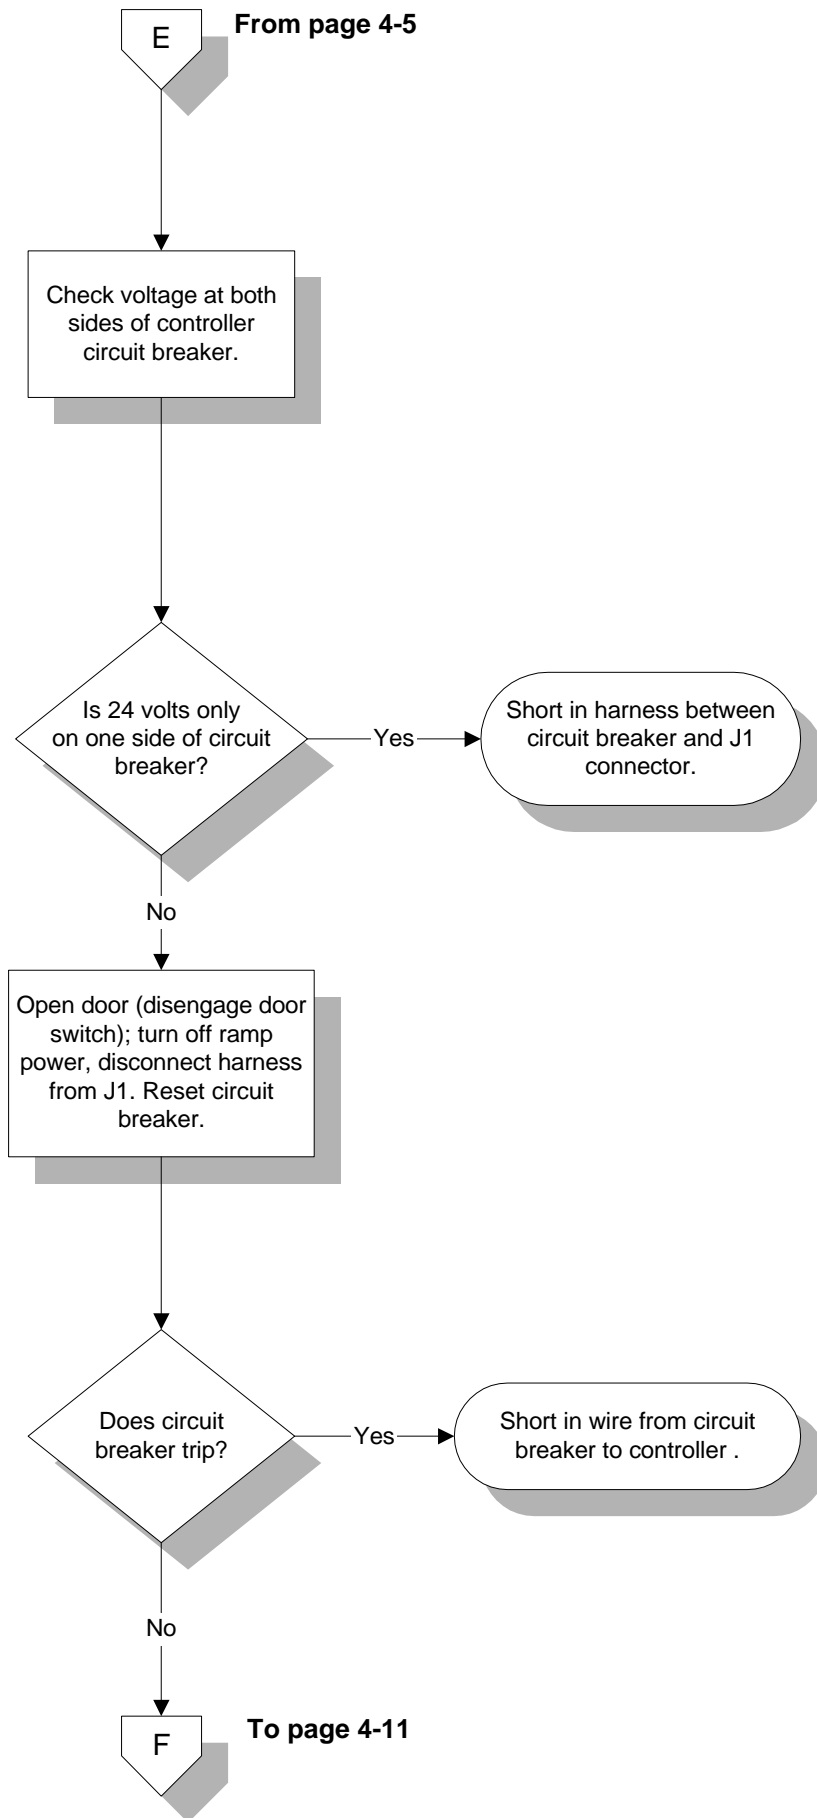 E
From page 4-5
Check voltage at both
sides of controller
circuit breaker.
Is 24 volts only
on one side of circuit
breaker?
Yes
Short in harness between
circuit breaker and J1
connector.
No
Open door (disengage door
switch); turn off ramp
power, disconnect harness
from J1. Reset circuit
breaker.
Does circuit
breaker trip?
Yes
Short in wire from circuit
breaker to controller .
No
F
To page 4-11